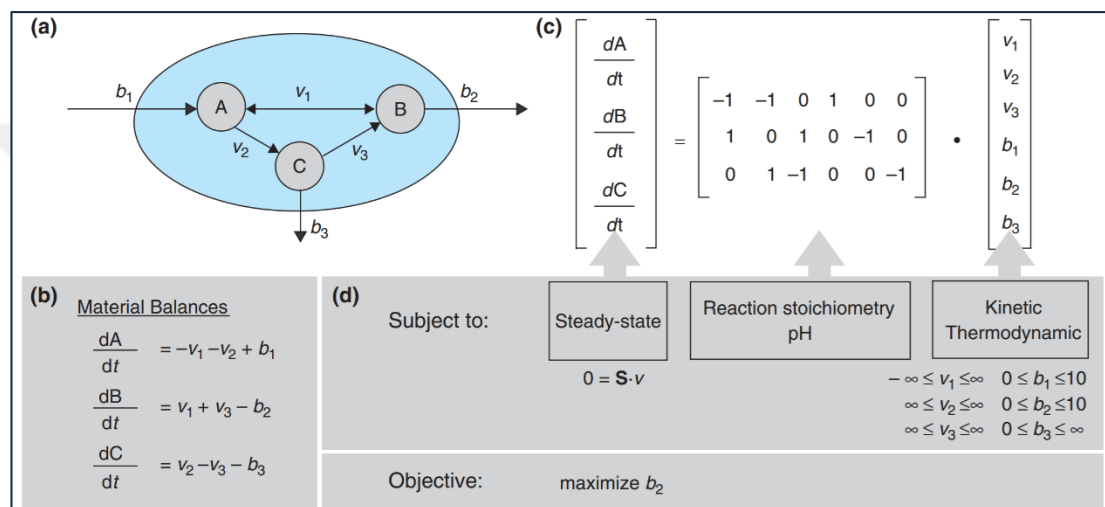 (a)
b1
A
v1
B
b2
v2
C
v3
b3
(b)
Material Balances
dA/dt = −v1 −v2 + b1
dB/dt = v1 + v3 − b2
dC/dt = v2 −v3 − b3
(c)
dA/dt
dB/dt
dC/dt
=
−1 −1 0 1 0 0
1 0 1 0 −1 0
0 1 −1 0 0 −1
•
v1
v2
v3
b1
b2
b3
(d)
Subject to:
Steady-state
0 = S·v
Reaction stoichiometry
pH
Kinetic
Thermodynamic
− ∞ ≤ v1 ≤∞ 0 ≤ b1 ≤10
∞ ≤ v2 ≤∞ 0 ≤ b2 ≤10
∞ ≤ v3 ≤∞ 0 ≤ b3 ≤ ∞
Objective: maximize b2